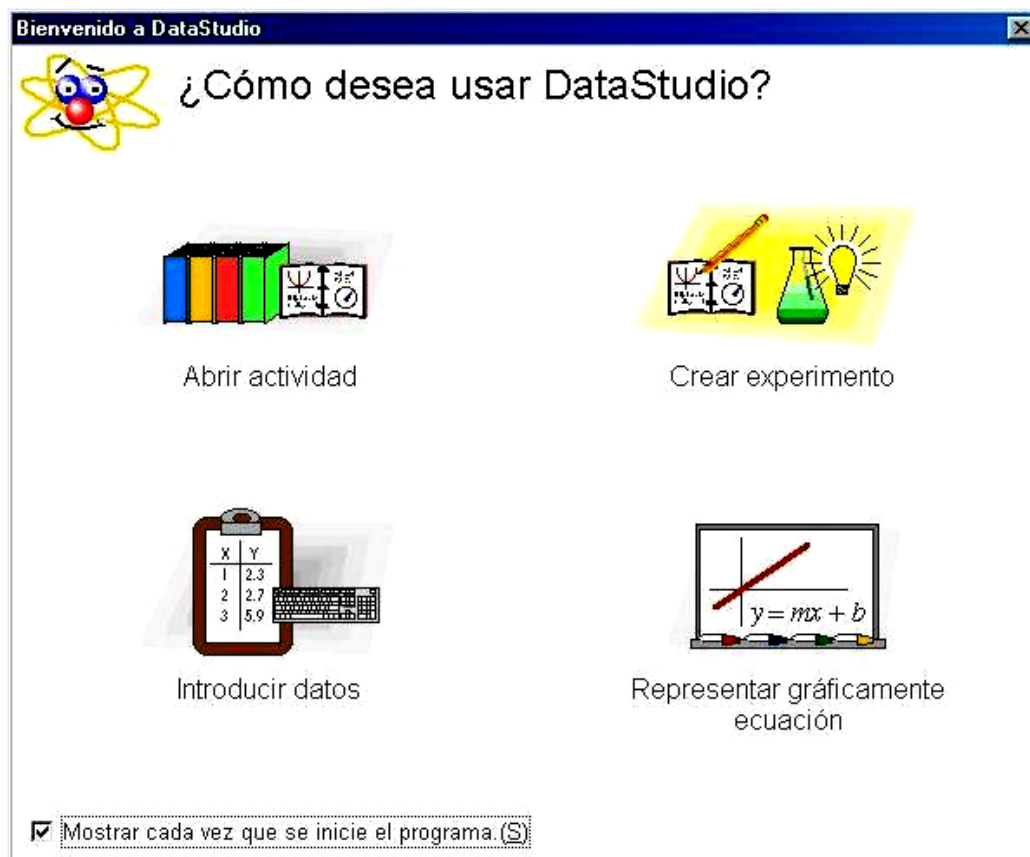 Bienvenido a DataStudio
¿Cómo desea usar DataStudio?
Abrir actividad
Crear experimento
X Y
1 2.3
2 2.7
3 5.9
y = mx + b
Introducir datos
Representar gráficamente
ecuación
Mostrar cada vez que se inicie el programa.(S)